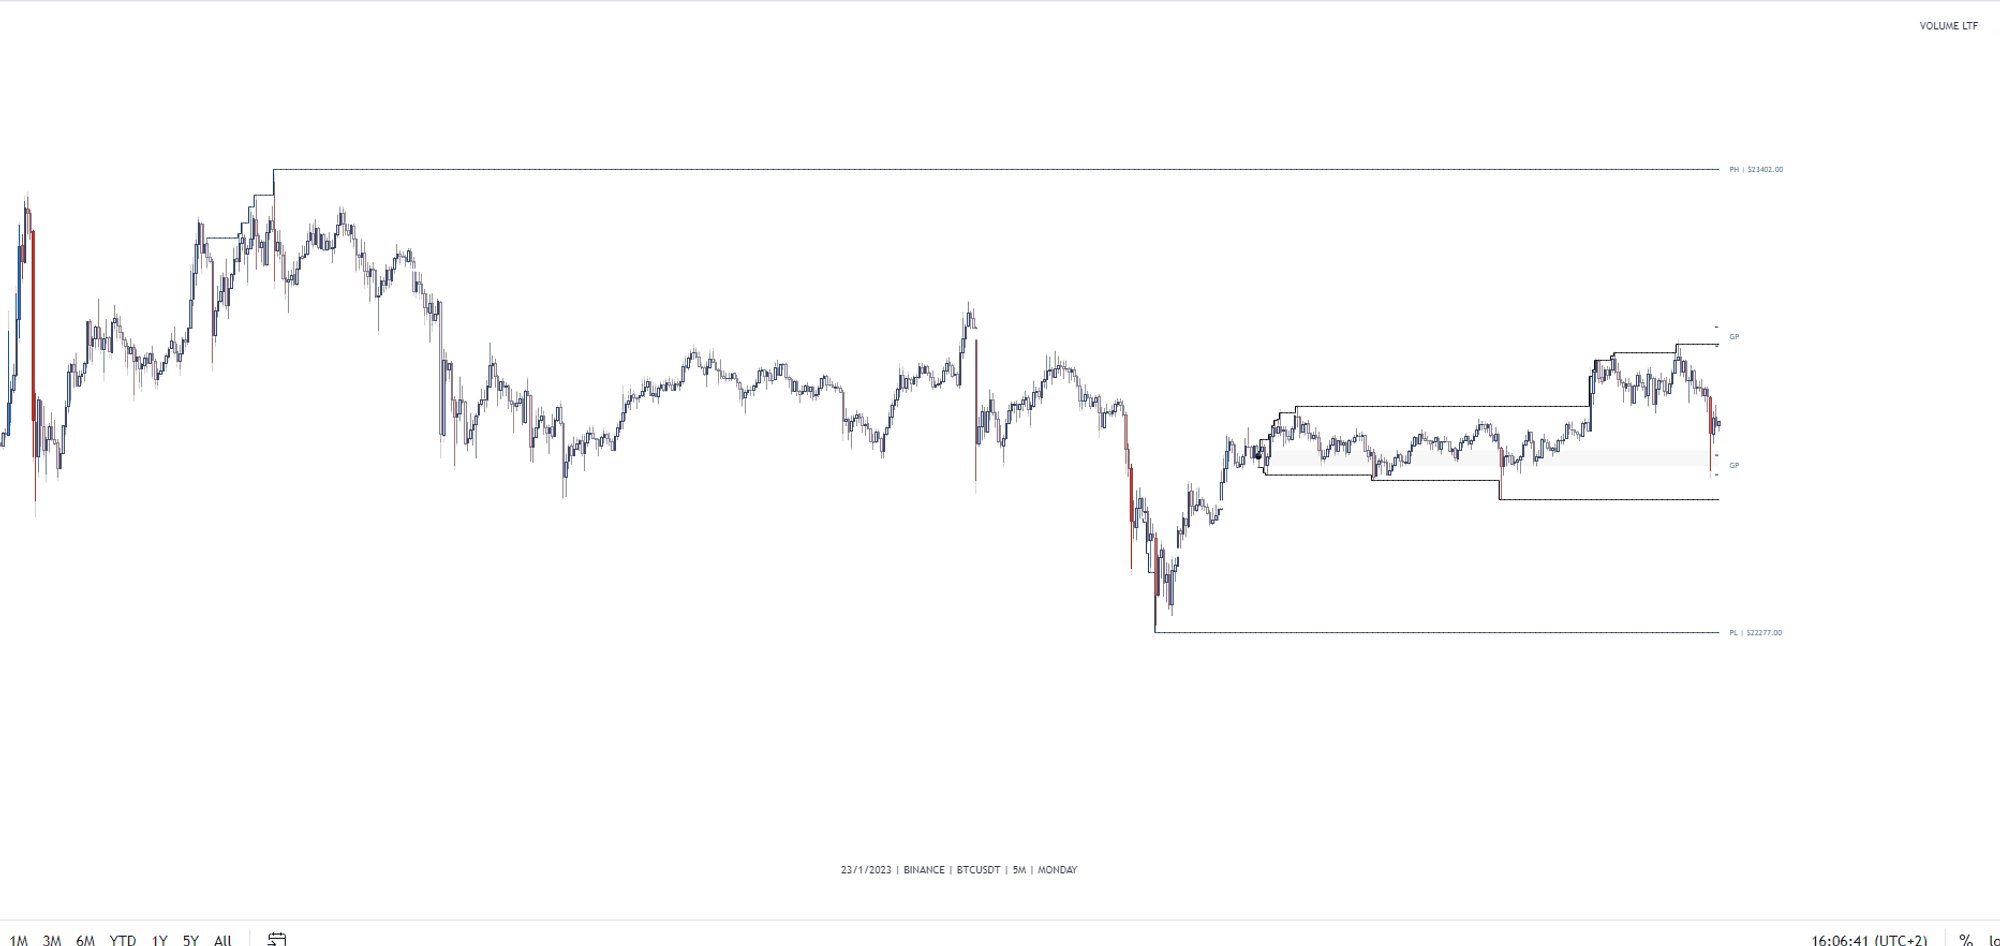 VOLUME LTF
PH | $23402.00
GP
GP
PL | $22277.00
23/1/2023 | BINANCE | BTCUSDT | 5M | MONDAY
1M 3M 6M YTD 1Y 5Y All 16:06:41 (UTC+2) % lo